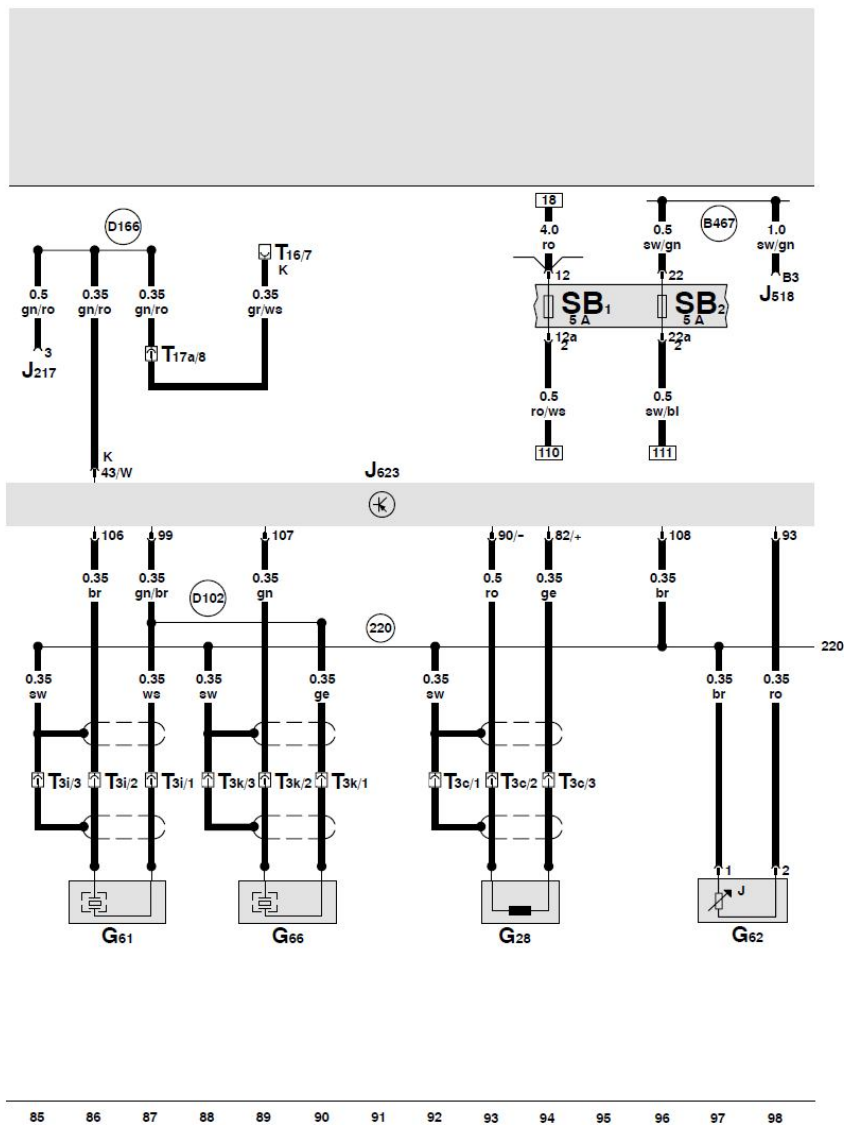 18
D166
B467
T16/7
K
4.0
ro
0.5
sw/gn
1.0
sw/gn
12
22
B3
J518
0.5
gn/ro
0.35
gn/ro
0.35
gn/ro
0.35
gr/ws
SB1
5 A
SB2
5 A
3
J217
T17a/8
12a
2
22a
2
0.5
ro/ws
0.5
sw/bl
110
111
K
43/W
J623
106
99
107
90/–
82/+
108
93
0.35
br
0.35
gn/br
D102
0.35
gn
0.5
ro
0.35
ge
0.35
br
220
220
0.35
sw
0.35
ws
0.35
sw
0.35
ge
0.35
sw
0.35
br
0.35
ro
T3i/3
T3i/2
T3i/1
T3k/3
T3k/2
T3k/1
T3c/1
T3c/2
T3c/3
1
2
J
G61
G66
G28
G62
85 86 87 88 89 90 91 92 93 94 95 96 97 98